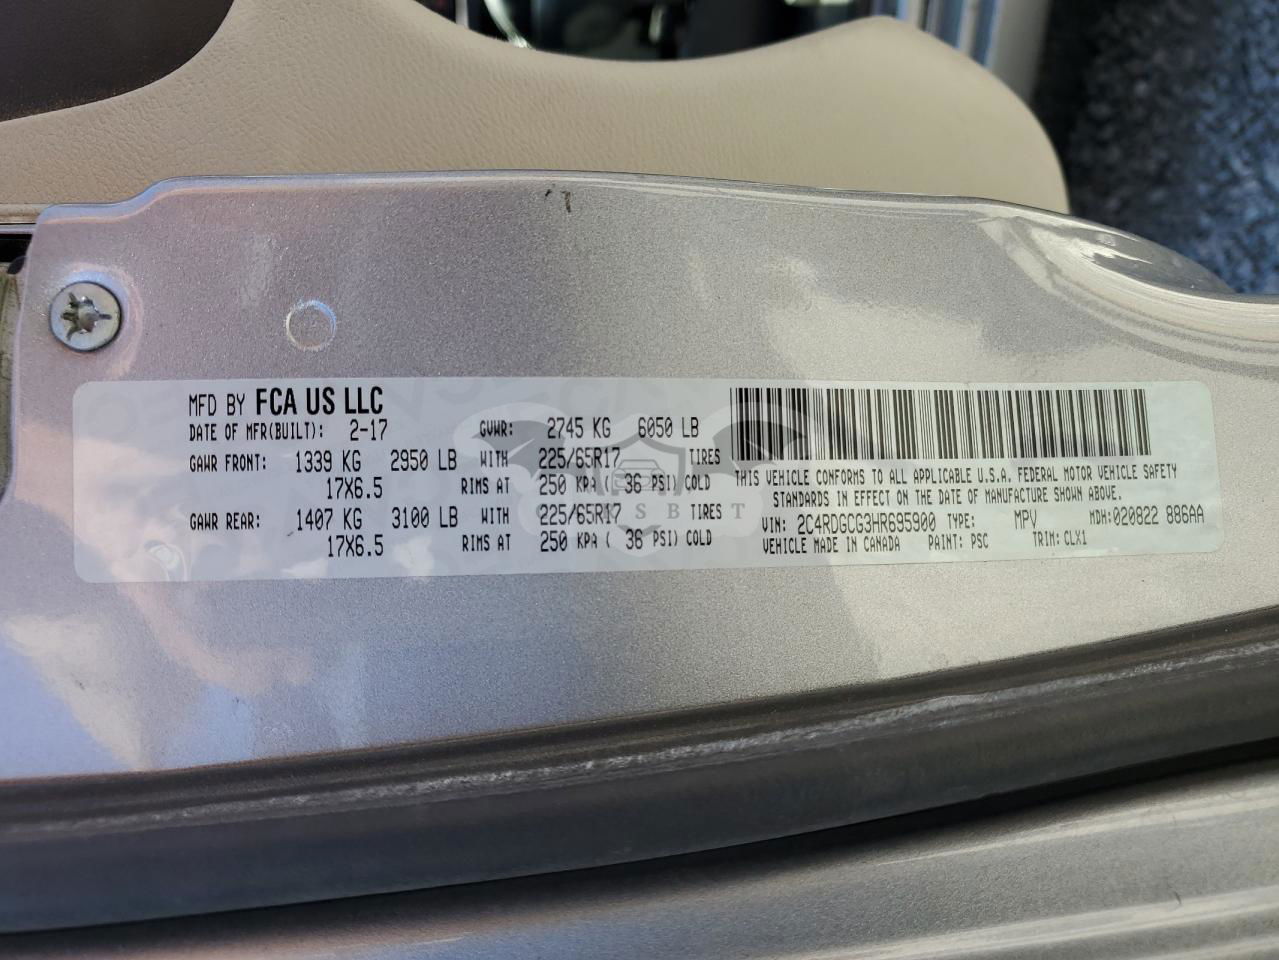 MFD BY FCA US LLC
DATE OF MFR(BUILT): 2-17 GVWR: 2745 KG 6050 LB
GAWR FRONT: 1339 KG 2950 LB WITH 225/65R17 TIRES
17X6.5 RIMS AT 250 KPA ( 36 PSI) COLD
GAWR REAR: 1407 KG 3100 LB WITH 225/65R17 TIRES
17X6.5 RIMS AT 250 KPA ( 36 PSI) COLD
THIS VEHICLE CONFORMS TO ALL APPLICABLE U.S.A. FEDERAL MOTOR VEHICLE SAFETY
STANDARDS IN EFFECT ON THE DATE OF MANUFACTURE SHOWN ABOVE.
VIN: 2C4RDGCG3HR695900 TYPE: MPV MDH:020822 886AA
VEHICLE MADE IN CANADA PAINT: PSC TRIM: CLX1